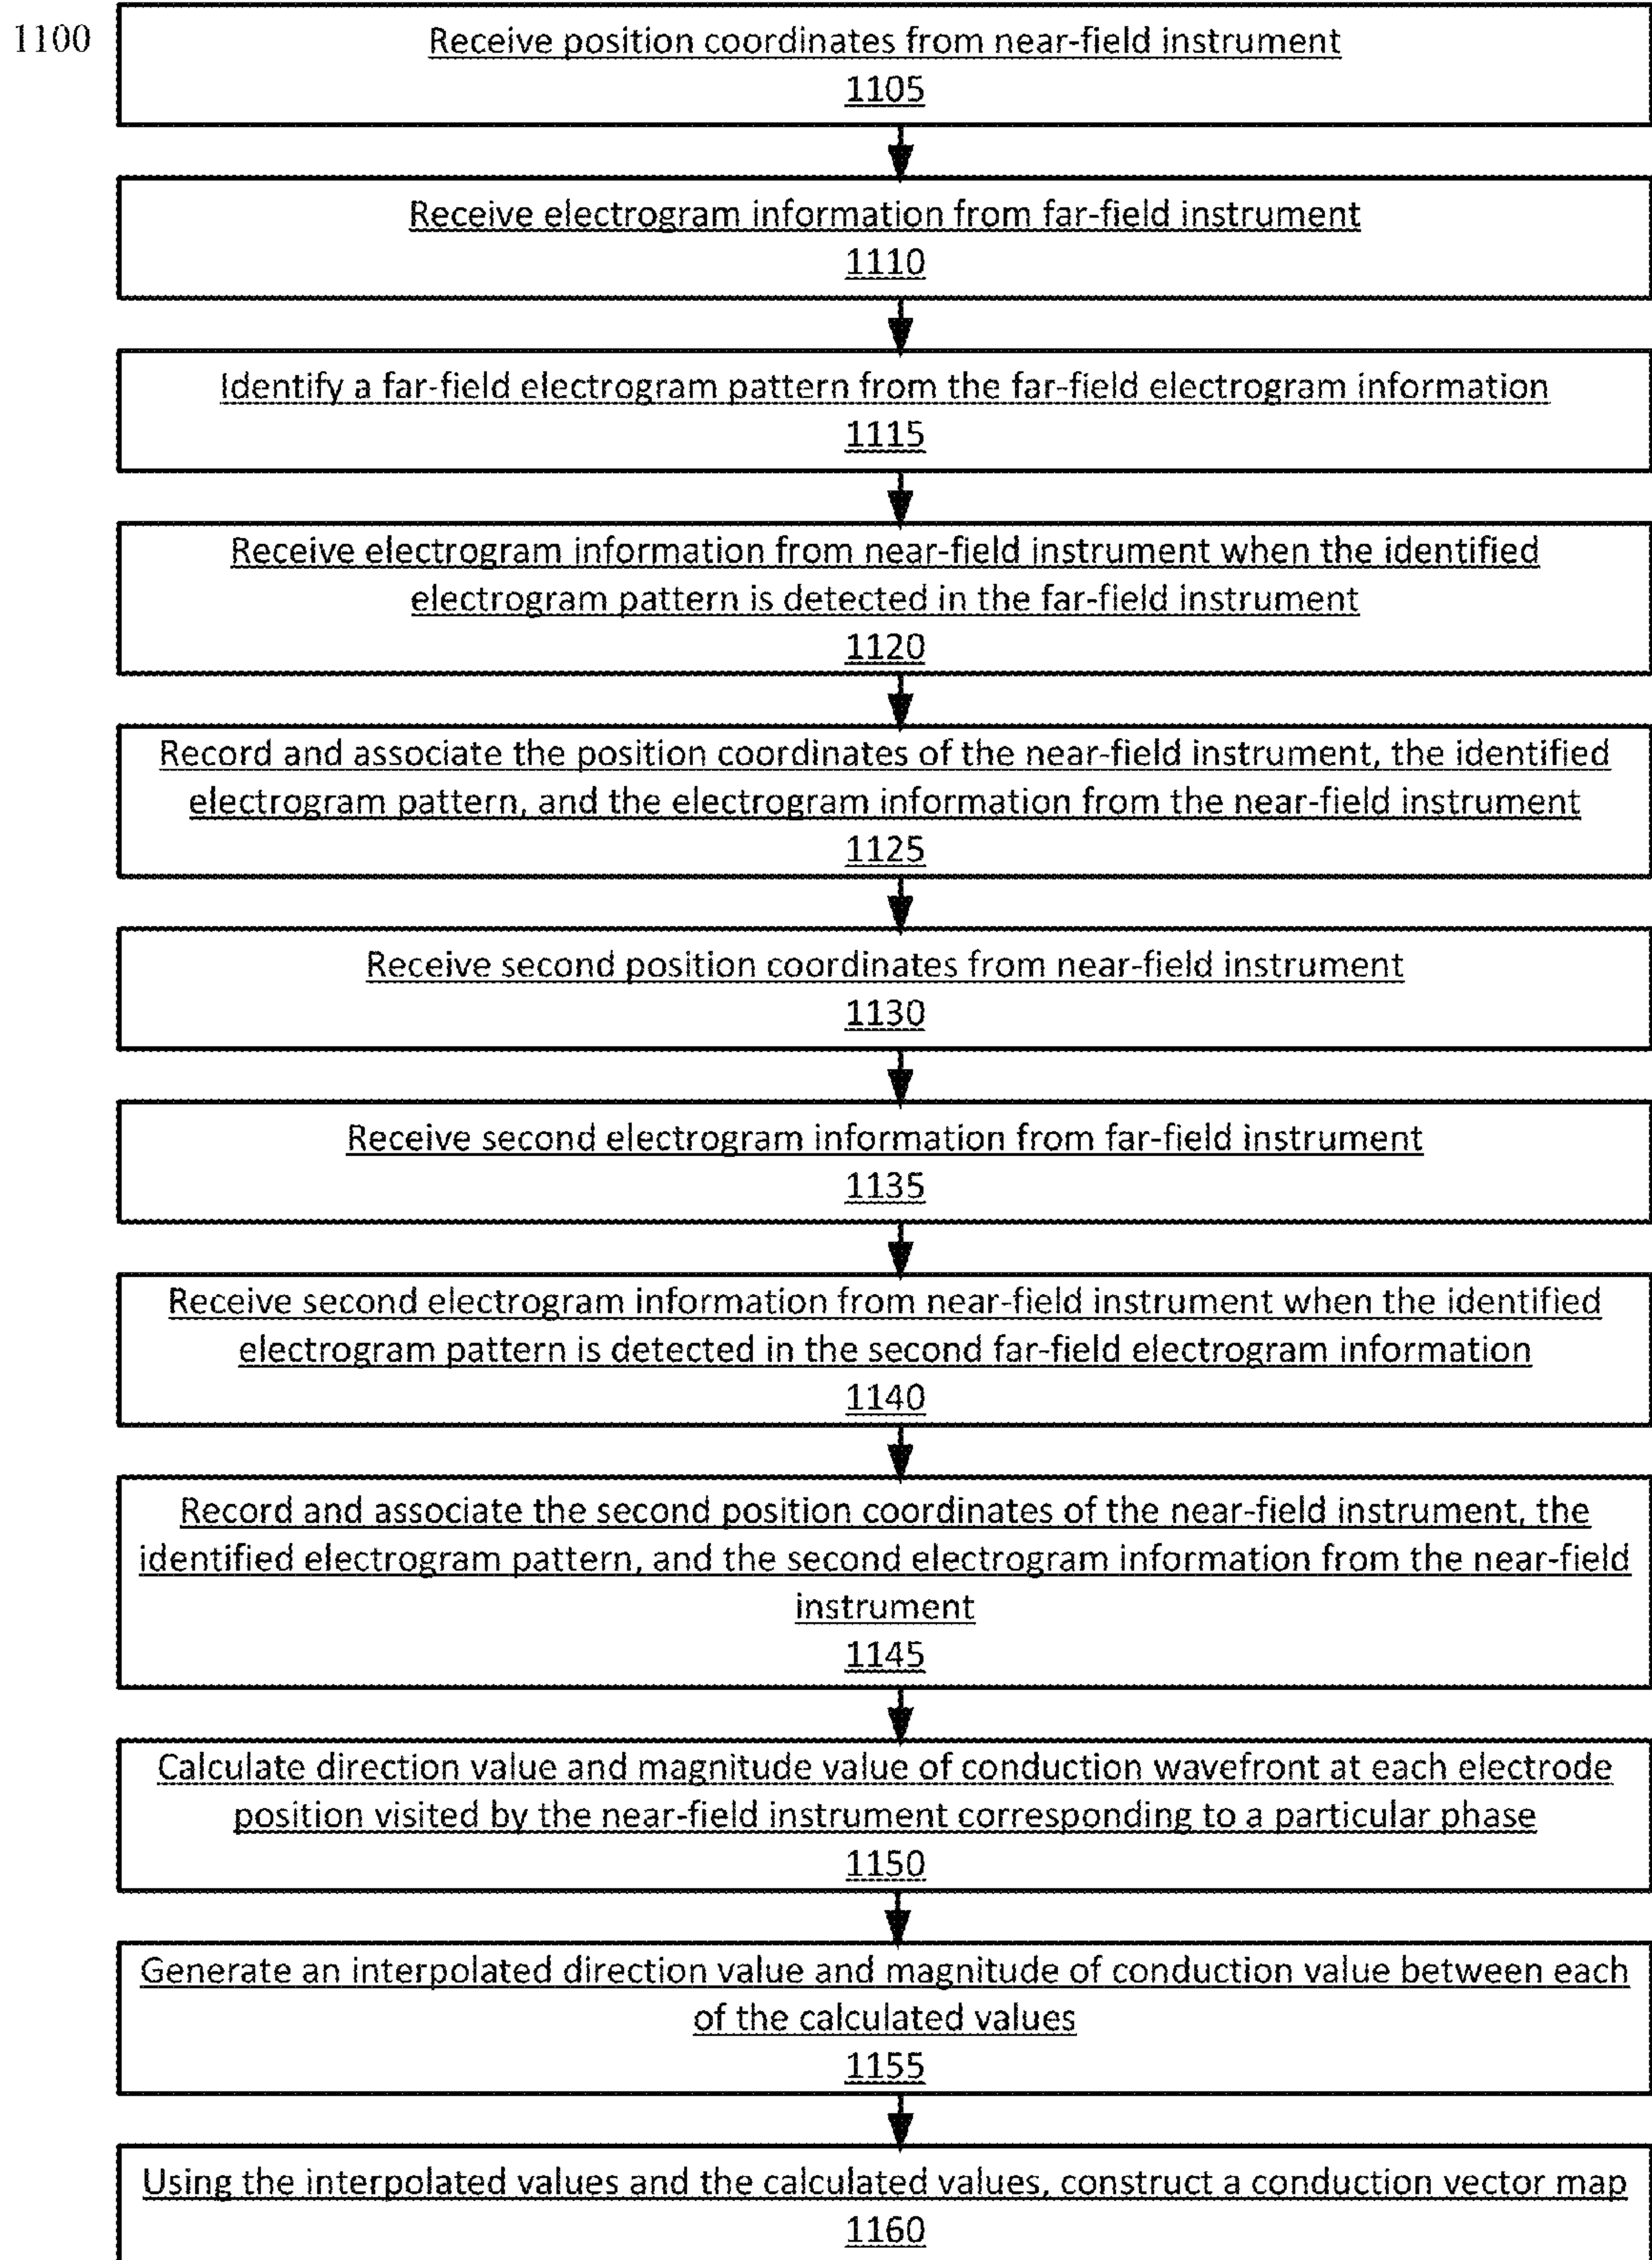 1100
Receive position coordinates from near-field instrument
1105
Receive electrogram information from far-field instrument
1110
Identify a far-field electrogram pattern from the far-field electrogram information
1115
Receive electrogram information from near-field instrument when the identified
electrogram pattern is detected in the far-field instrument
1120
Record and associate the position coordinates of the near-field instrument, the identified
electrogram pattern, and the electrogram information from the near-field instrument
1125
Receive second position coordinates from near-field instrument
1130
Receive second electrogram information from far-field instrument
1135
Receive second electrogram information from near-field instrument when the identified
electrogram pattern is detected in the second far-field electrogram information
1140
Record and associate the second position coordinates of the near-field instrument, the
identified electrogram pattern, and the second electrogram information from the near-field
instrument
1145
Calculate direction value and magnitude value of conduction wavefront at each electrode
position visited by the near-field instrument corresponding to a particular phase
1150
Generate an interpolated direction value and magnitude of conduction value between each
of the calculated values
1155
Using the interpolated values and the calculated values, construct a conduction vector map
1160